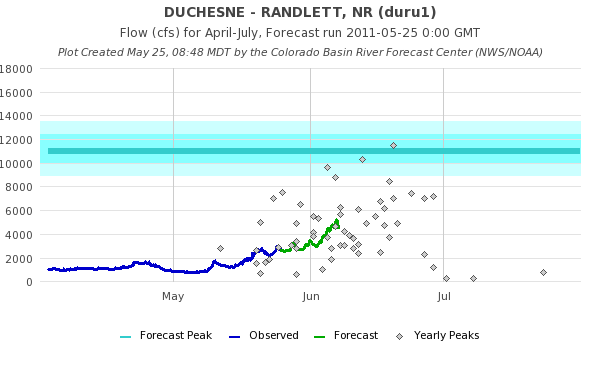 DUCHESNE - RANDLETT, NR (duru1)
Flow (cfs) for April-July, Forecast run 2011-05-25 0:00 GMT
Plot Created May 25, 08:48 MDT by the Colorado Basin River Forecast Center (NWS/NOAA)
18000
16000
14000
12000
10000
8000
6000
4000
2000
0
May Jun Jul
Forecast Peak Observed Forecast Yearly Peaks